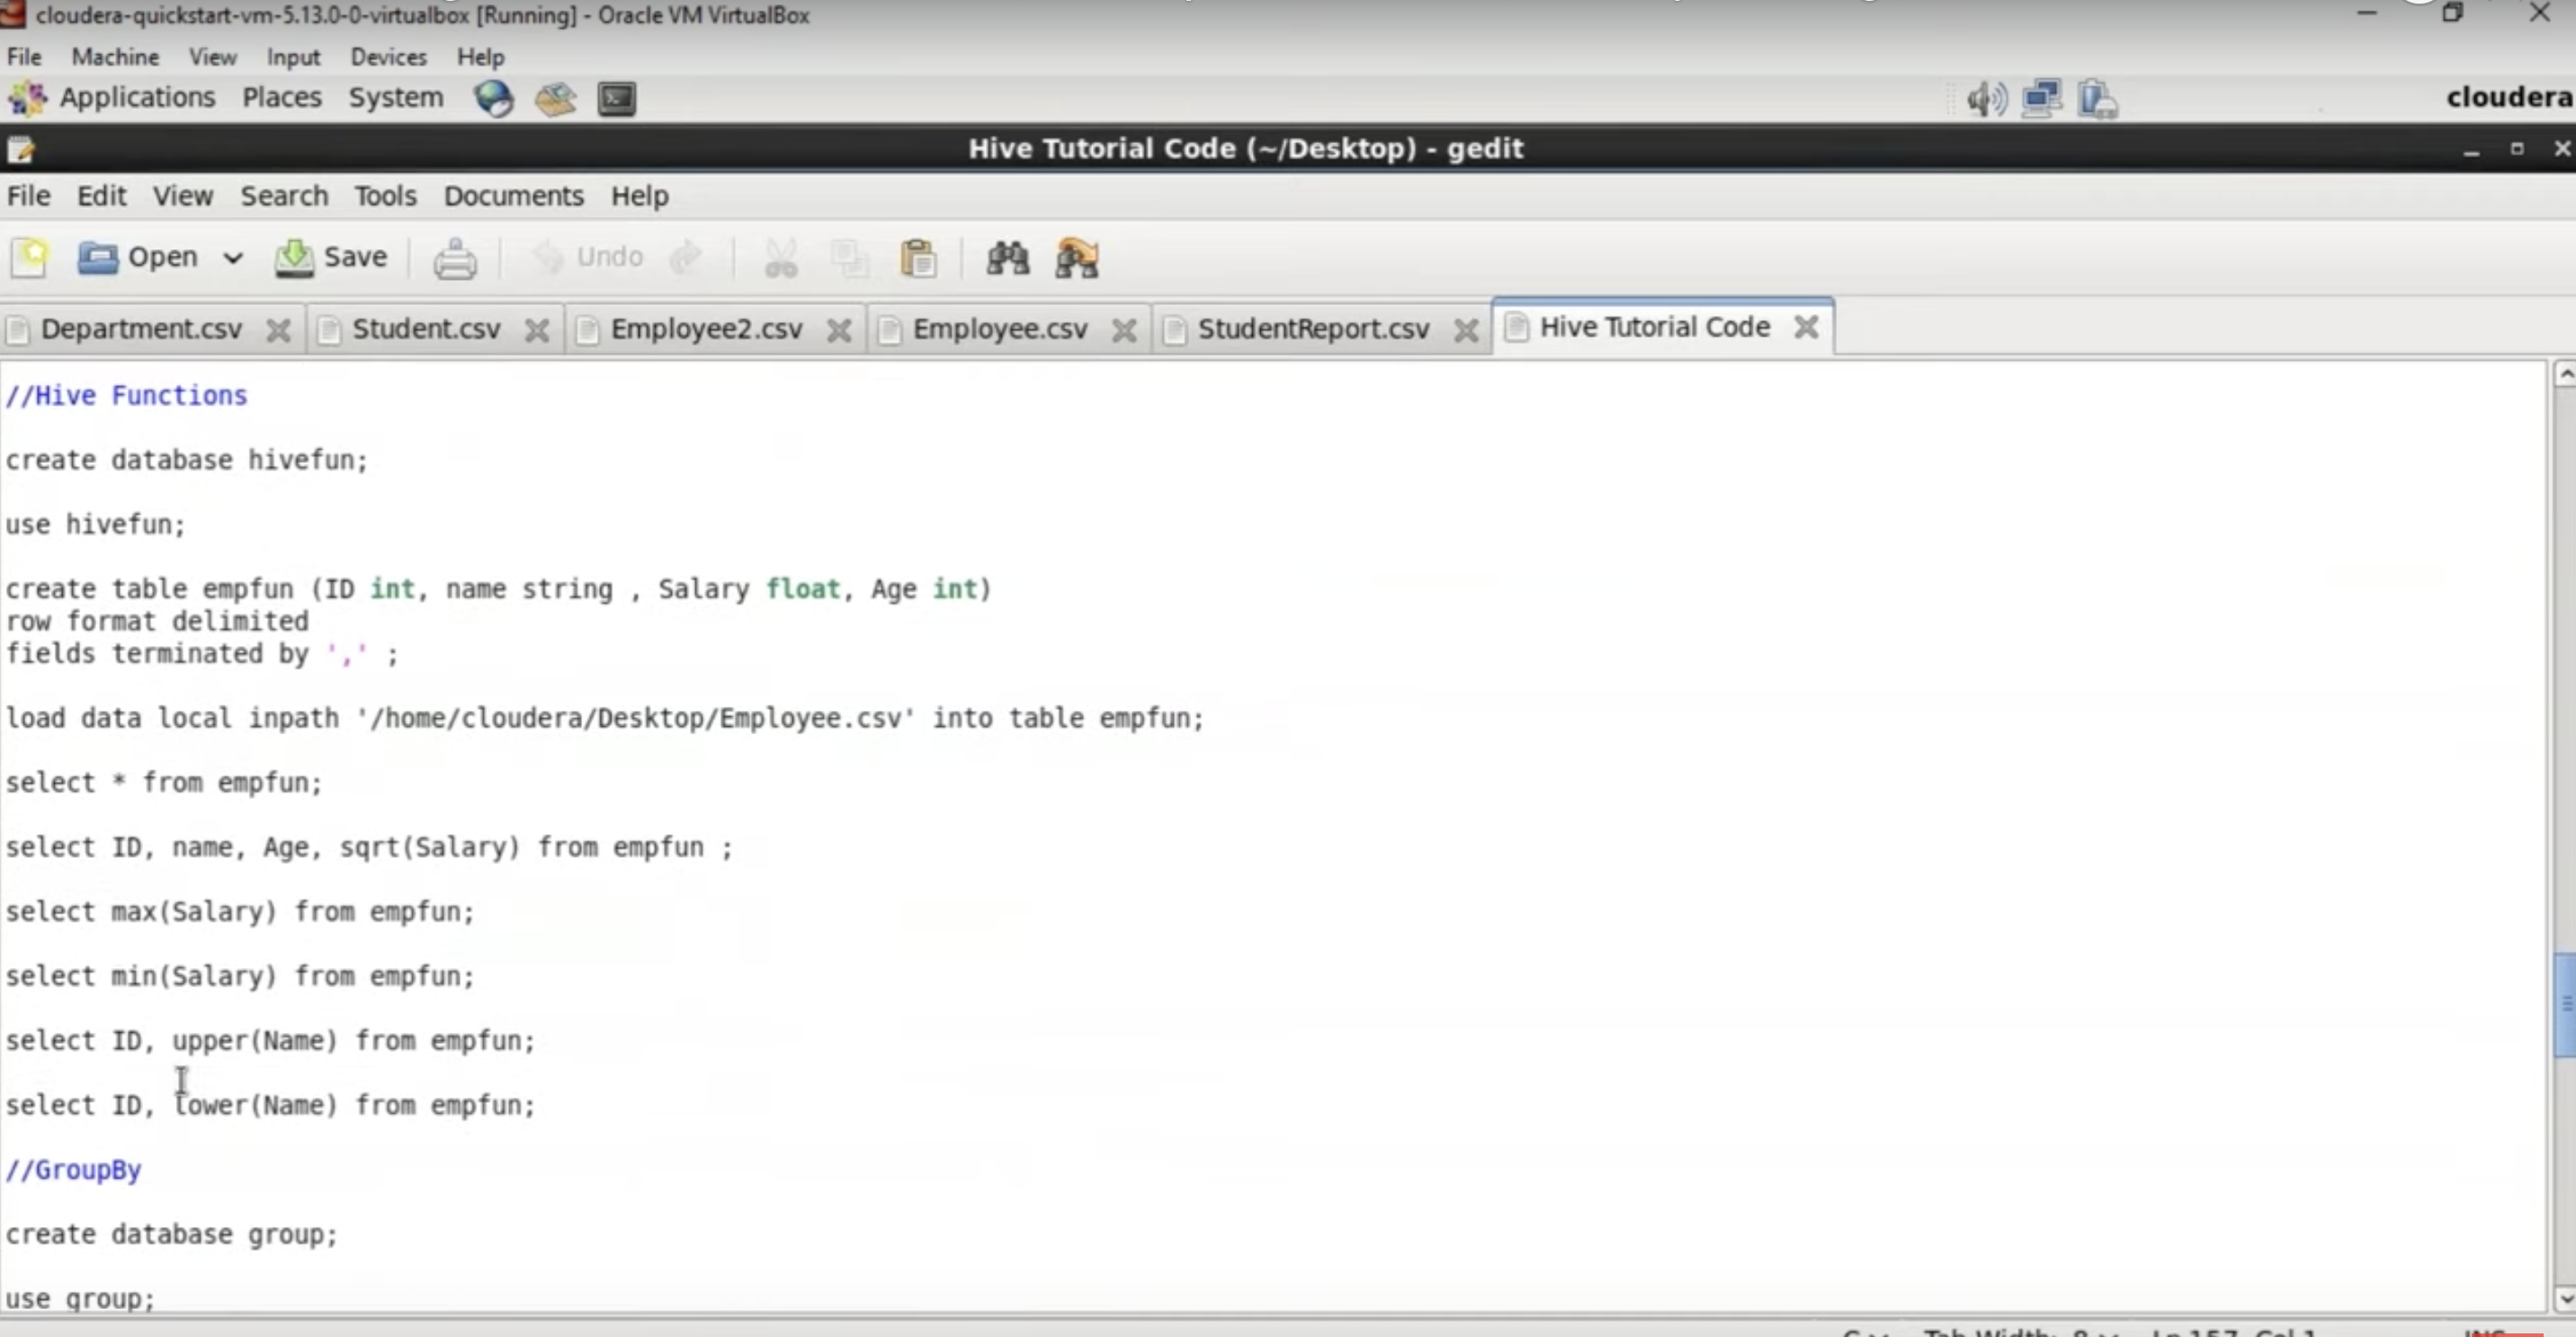 cloudera-quickstart-vm-5.13.0-0-virtualbox [Running] - Oracle VM VirtualBox
File Machine View Input Devices Help
Applications Places System cloudera
Hive Tutorial Code (~/Desktop) - gedit
File Edit View Search Tools Documents Help
Open Save Undo
Department.csv Student.csv Employee2.csv Employee.csv StudentReport.csv Hive Tutorial Code
//Hive Functions
create database hivefun;
use hivefun;
create table empfun (ID int, name string , Salary float, Age int)
row format delimited
fields terminated by ',' ;
load data local inpath '/home/cloudera/Desktop/Employee.csv' into table empfun;
select * from empfun;
select ID, name, Age, sqrt(Salary) from empfun ;
select max(Salary) from empfun;
select min(Salary) from empfun;
select ID, upper(Name) from empfun;
select ID, lower(Name) from empfun;
//GroupBy
create database group;
use group;
Tab Width: 8 Ln 157, Col 1